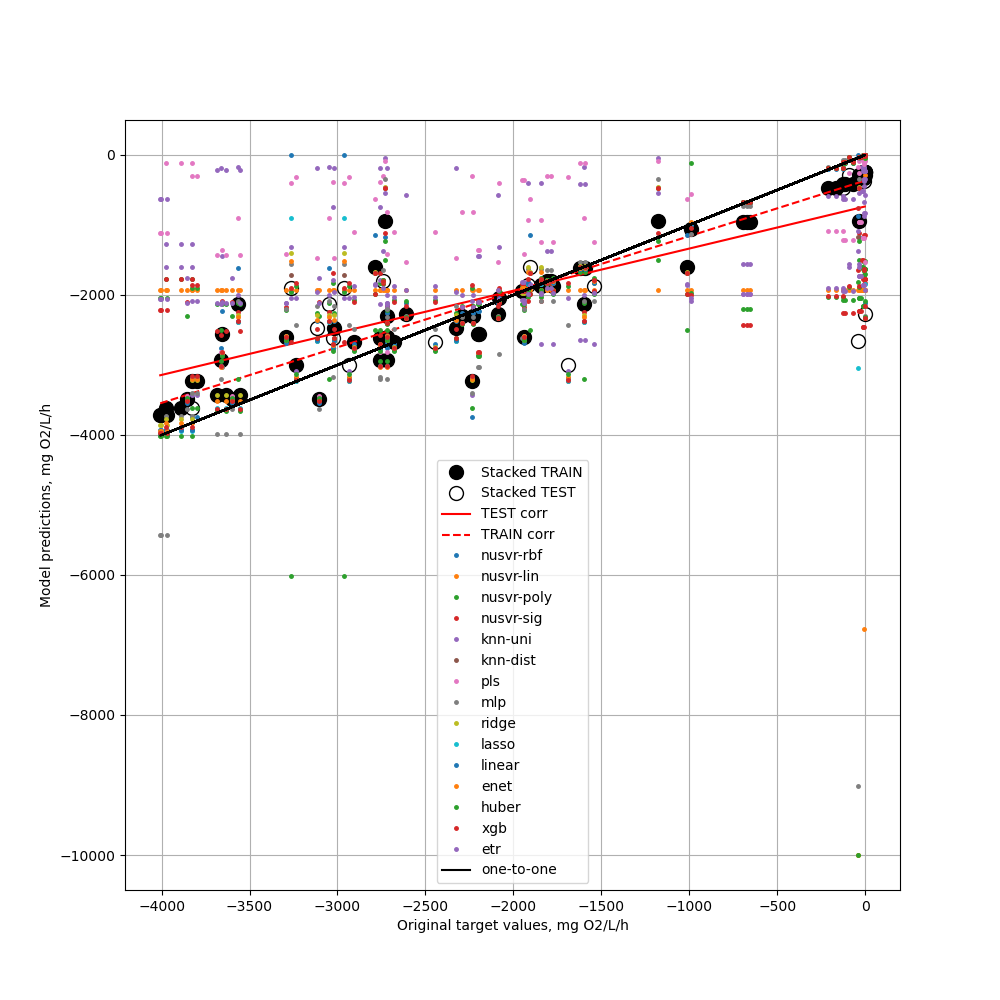 0
−2000
−4000
−6000
−8000
−10000
Model predictions, mg O2/L/h
Stacked TRAIN
Stacked TEST
TEST corr
TRAIN corr
nusvr-rbf
nusvr-lin
nusvr-poly
nusvr-sig
knn-uni
knn-dist
pls
mlp
ridge
lasso
linear
enet
huber
xgb
etr
one-to-one
−4000 −3500 −3000 −2500 −2000 −1500 −1000 −500 0
Original target values, mg O2/L/h